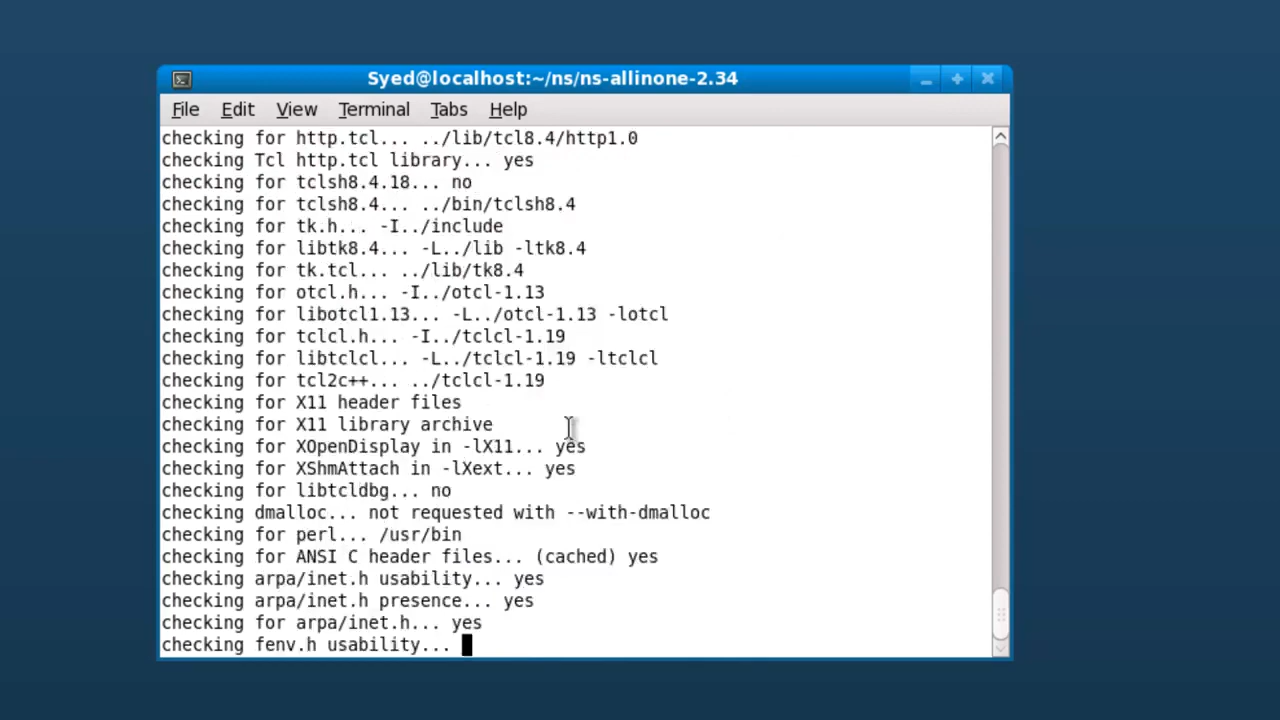 Syed@localhost:~/ns/ns-allinone-2.34
File Edit View Terminal Tabs Help
checking for http.tcl... ../lib/tcl8.4/http1.0
checking Tcl http.tcl library... yes
checking for tclsh8.4.18... no
checking for tclsh8.4... ../bin/tclsh8.4
checking for tk.h... -I../include
checking for libtk8.4... -L../lib -ltk8.4
checking for tk.tcl... ../lib/tk8.4
checking for otcl.h... -I../otcl-1.13
checking for libotcl1.13... -L../otcl-1.13 -lotcl
checking for tclcl.h... -I../tclcl-1.19
checking for libtclcl... -L../tclcl-1.19 -ltclcl
checking for tcl2c++... ../tclcl-1.19
checking for X11 header files
checking for X11 library archive
checking for XOpenDisplay in -lX11... yes
checking for XShmAttach in -lXext... yes
checking for libtcldbg... no
checking dmalloc... not requested with --with-dmalloc
checking for perl... /usr/bin
checking for ANSI C header files... (cached) yes
checking arpa/inet.h usability... yes
checking arpa/inet.h presence... yes
checking for arpa/inet.h... yes
checking fenv.h usability...